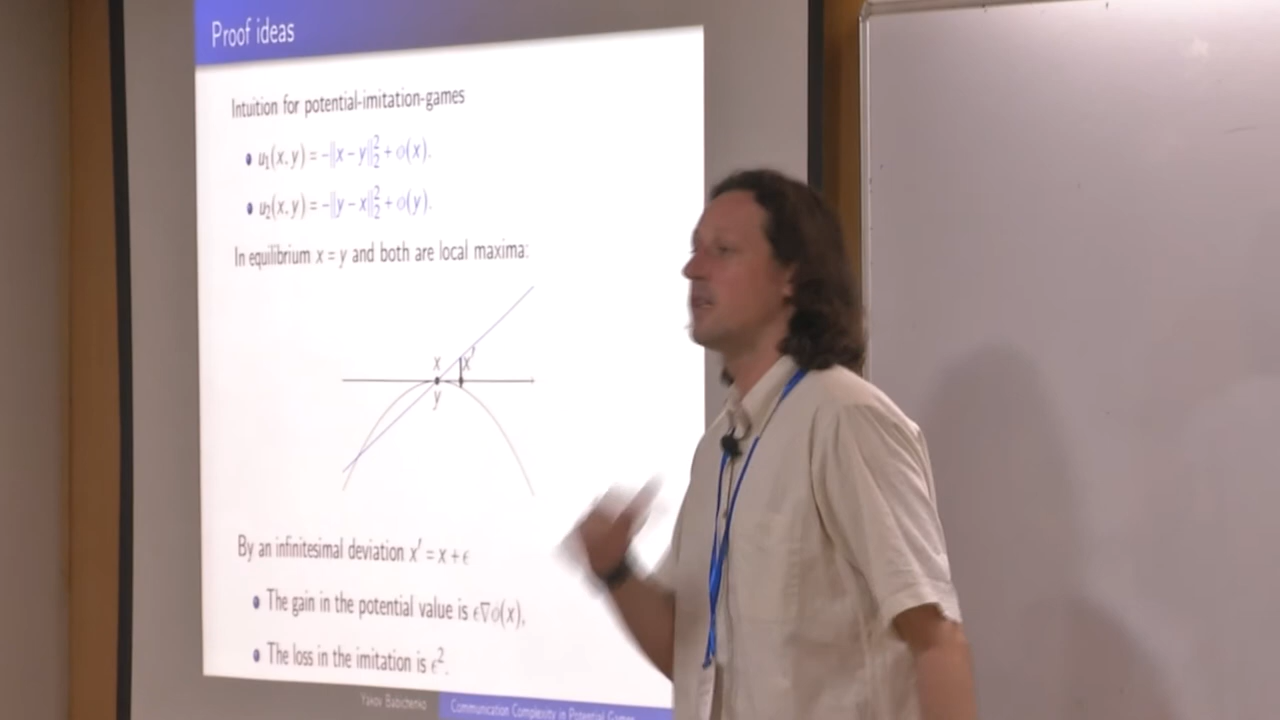 Proof ideas
Intuition for potential-imitation-games
• u₁(x, y) = −‖x − y‖₂² + ϕ(x).
• u₂(x, y) = −‖y − x‖₂² + ϕ(y).
In equilibrium x = y and both are local maxima:
x x′
y
By an infinitesimal deviation x′ = x + ϵ
• The gain in the potential value is ϵ∇ϕ(x),
• The loss in the imitation is ϵ².
Yakov Babichenko Communication Complexity in Potential Games